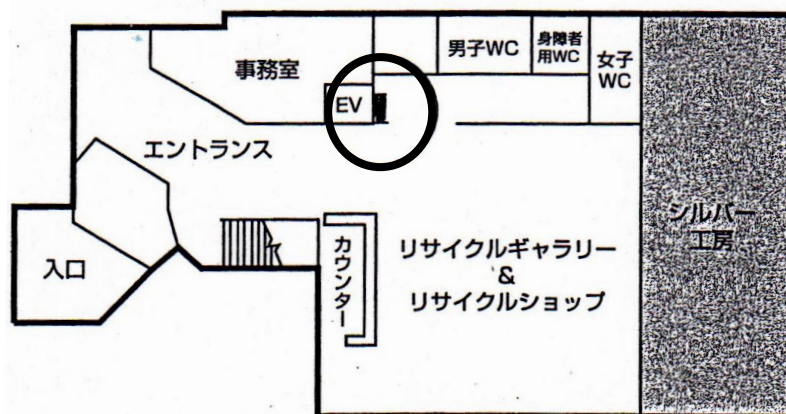 男子WC
身障者
用WC
女子
WC
事務室
EV
エントランス
シルバー
工房
入口
カウンター
リサイクルギャラリー
&
リサイクルショップ